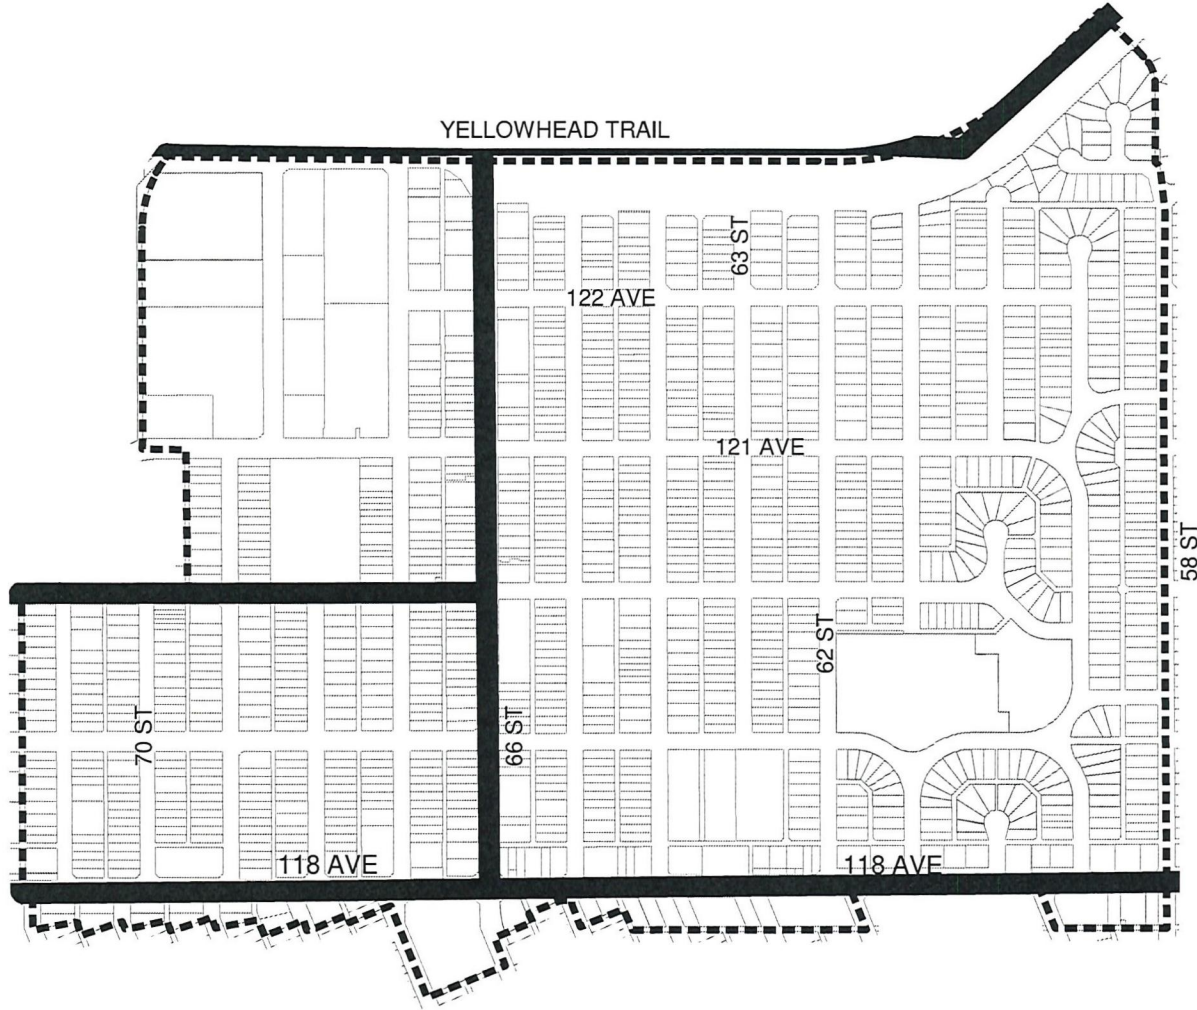 YELLOWHEAD TRAIL
63 ST
122 AVE
121 AVE
58 ST
62 ST
70 ST
66 ST
118 AVE
118 AVE